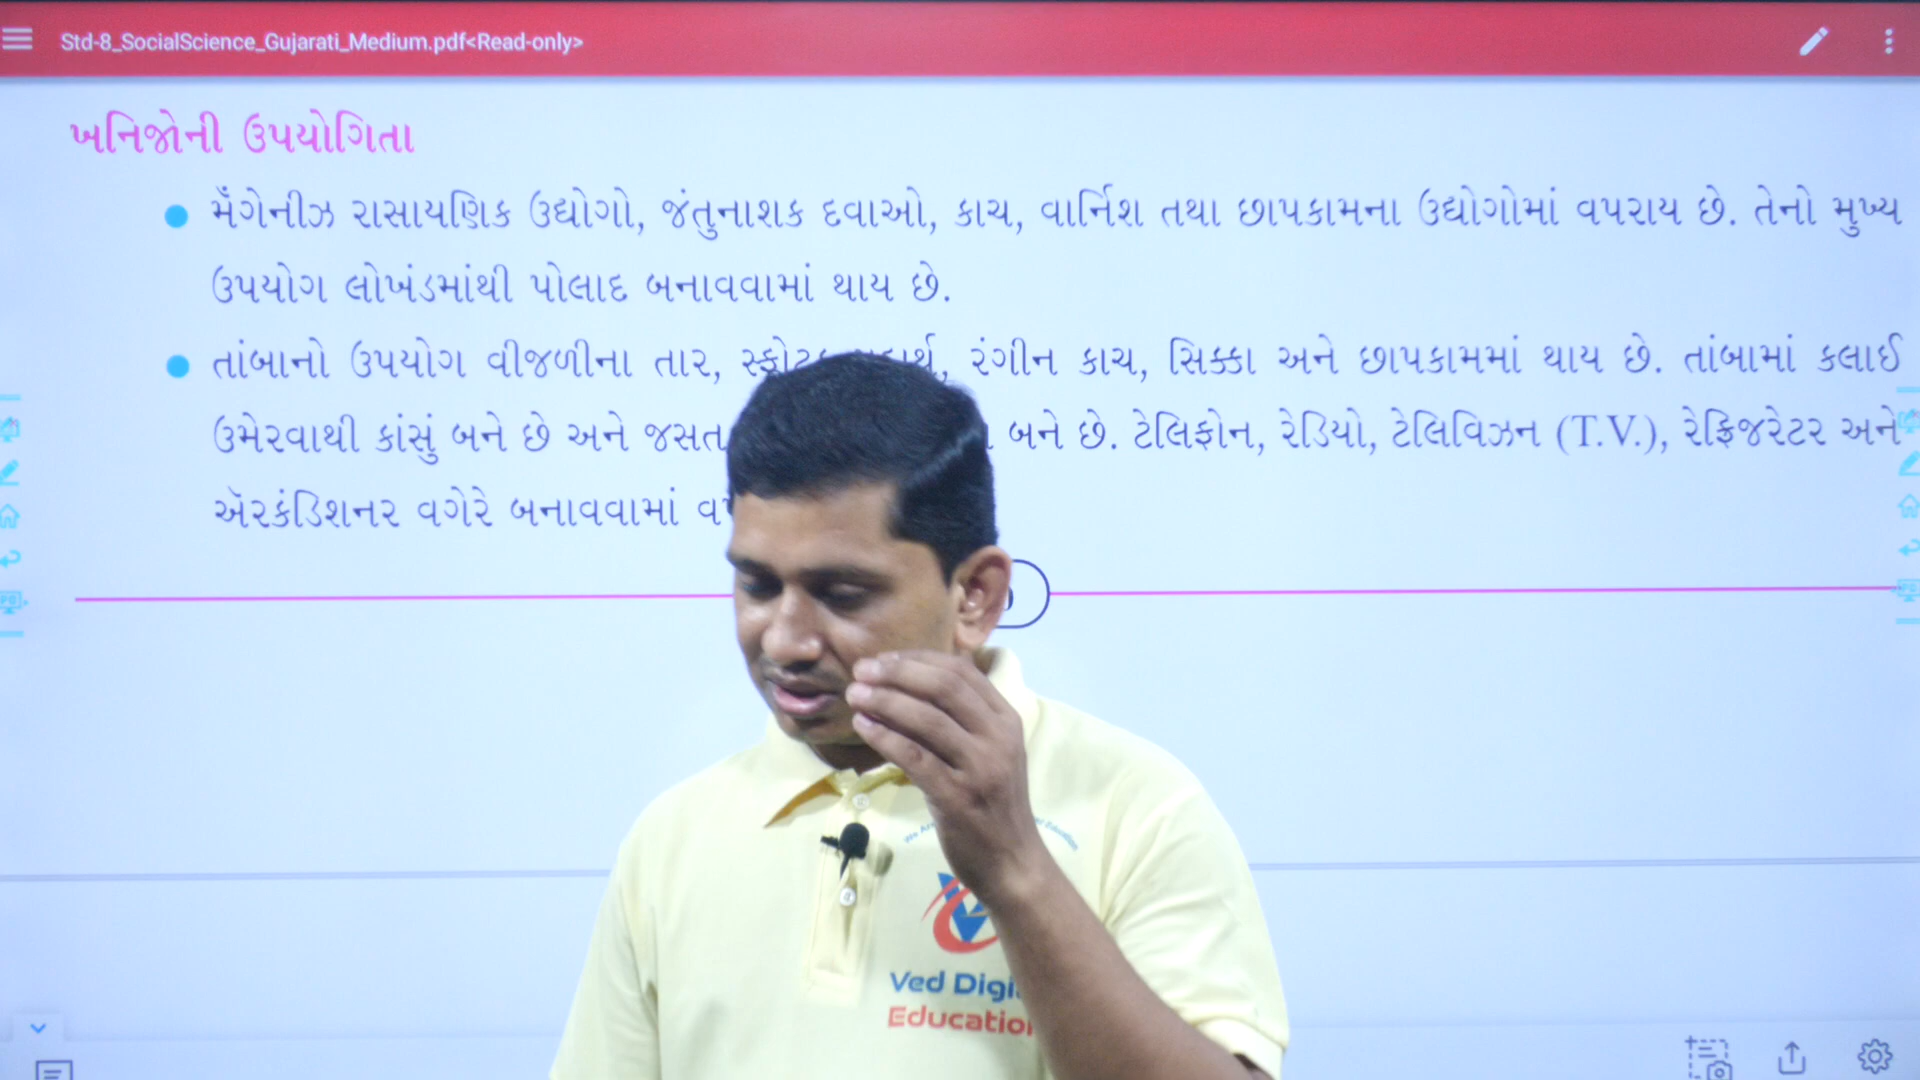 Std-8_SocialScience_Gujarati_Medium.pdf<Read-only>
ખનિજોની ઉપયોગિતા
મૅંગેનીઝ રાસાયણિક ઉદ્યોગો, જંતુનાશક દવાઓ, કાચ, વાર્નિશ તથા છાપકામના ઉદ્યોગોમાં વપરાય છે. તેનો મુખ્ય
ઉપયોગ લોખંડમાંથી પોલાદ બનાવવામાં થાય છે.
તાંબાનો ઉપયોગ વીજળીના તાર, રંગીન કાચ, સિક્કા અને છાપકામમાં થાય છે. તાંબામાં કલાઈ
ઉમેરવાથી કાંસું બને છે અને જસત બને છે. ટેલિફોન, રેડિયો, ટેલિવિઝન (T.V.), રેફ્રિજરેટર અને
ઍરકંડિશનર વગેરે બનાવવામાં
Ved
Education